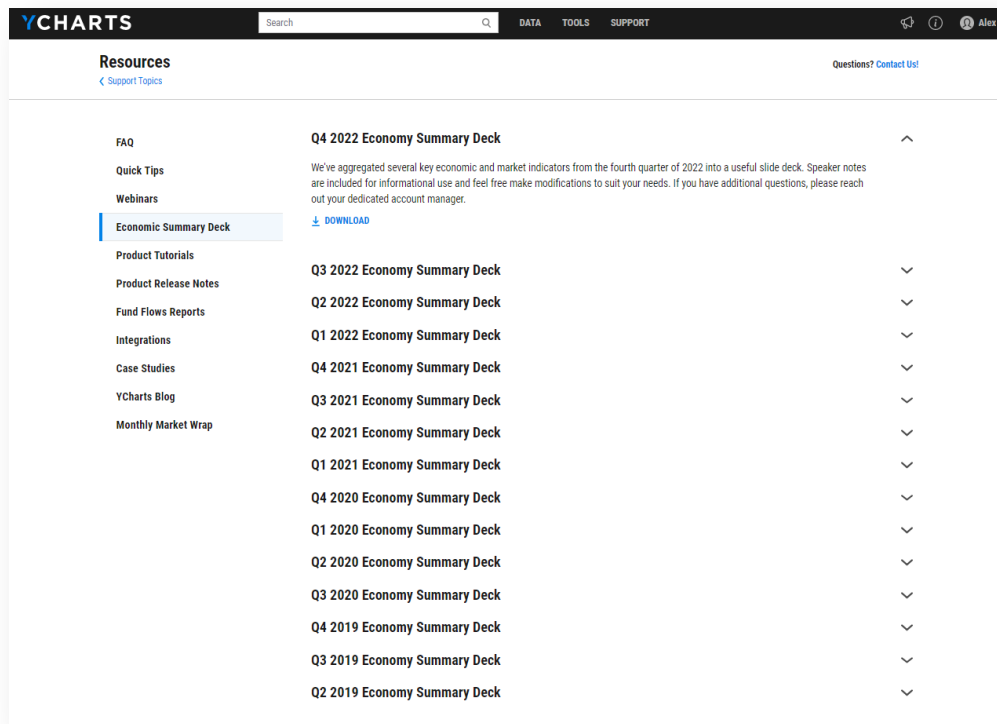 YCHARTS
Search
DATA
TOOLS
SUPPORT
Alex
Resources
Support Topics
Questions? Contact Us!
FAQ
Quick Tips
Webinars
Economic Summary Deck
Product Tutorials
Product Release Notes
Fund Flows Reports
Integrations
Case Studies
YCharts Blog
Monthly Market Wrap
Q4 2022 Economy Summary Deck
We've aggregated several key economic and market indicators from the fourth quarter of 2022 into a useful slide deck. Speaker notes
are included for informational use and feel free make modifications to suit your needs. If you have additional questions, please reach
out your dedicated account manager.
DOWNLOAD
Q3 2022 Economy Summary Deck
Q2 2022 Economy Summary Deck
Q1 2022 Economy Summary Deck
Q4 2021 Economy Summary Deck
Q3 2021 Economy Summary Deck
Q2 2021 Economy Summary Deck
Q1 2021 Economy Summary Deck
Q4 2020 Economy Summary Deck
Q1 2020 Economy Summary Deck
Q2 2020 Economy Summary Deck
Q3 2020 Economy Summary Deck
Q4 2019 Economy Summary Deck
Q3 2019 Economy Summary Deck
Q2 2019 Economy Summary Deck